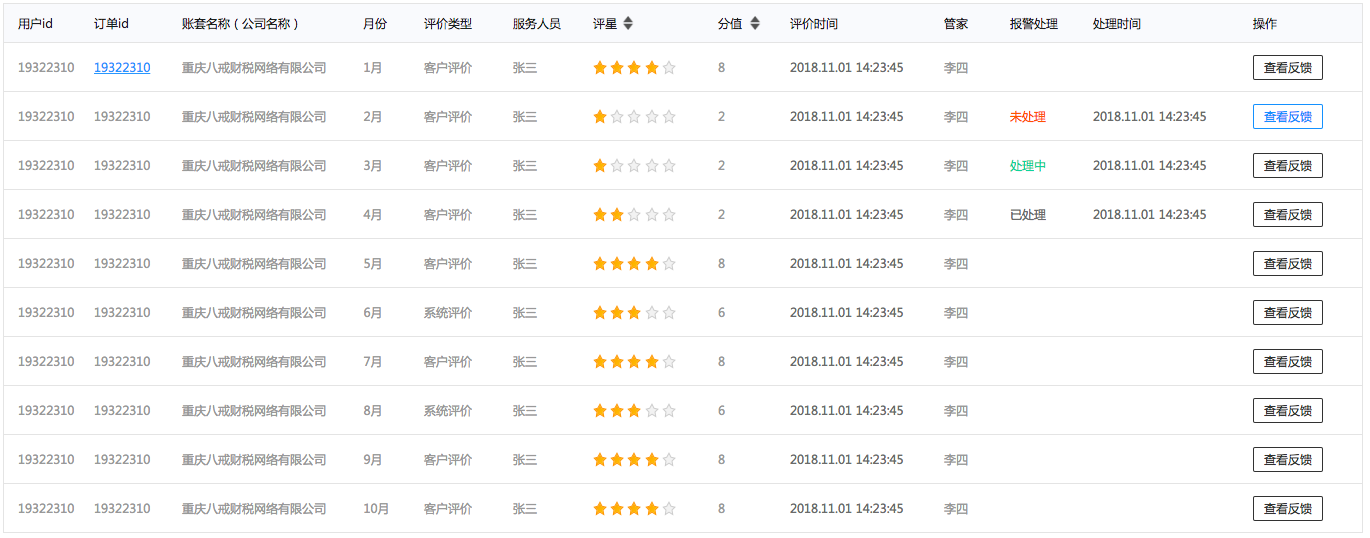 用户id 订单id 账套名称（公司名称） 月份 评价类型 服务人员 评星 分值 评价时间 管家 报警处理 处理时间 操作
19322310 19322310 重庆八戒财税网络有限公司 1月 客户评价 张三 8 2018.11.01 14:23:45 李四 查看反馈
19322310 19322310 重庆八戒财税网络有限公司 2月 客户评价 张三 2 2018.11.01 14:23:45 李四 未处理 2018.11.01 14:23:45 查看反馈
19322310 19322310 重庆八戒财税网络有限公司 3月 客户评价 张三 2 2018.11.01 14:23:45 李四 处理中 2018.11.01 14:23:45 查看反馈
19322310 19322310 重庆八戒财税网络有限公司 4月 客户评价 张三 2 2018.11.01 14:23:45 李四 已处理 2018.11.01 14:23:45 查看反馈
19322310 19322310 重庆八戒财税网络有限公司 5月 客户评价 张三 8 2018.11.01 14:23:45 李四 查看反馈
19322310 19322310 重庆八戒财税网络有限公司 6月 系统评价 张三 6 2018.11.01 14:23:45 李四 查看反馈
19322310 19322310 重庆八戒财税网络有限公司 7月 客户评价 张三 8 2018.11.01 14:23:45 李四 查看反馈
19322310 19322310 重庆八戒财税网络有限公司 8月 系统评价 张三 6 2018.11.01 14:23:45 李四 查看反馈
19322310 19322310 重庆八戒财税网络有限公司 9月 客户评价 张三 8 2018.11.01 14:23:45 李四 查看反馈
19322310 19322310 重庆八戒财税网络有限公司 10月 客户评价 张三 8 2018.11.01 14:23:45 李四 查看反馈